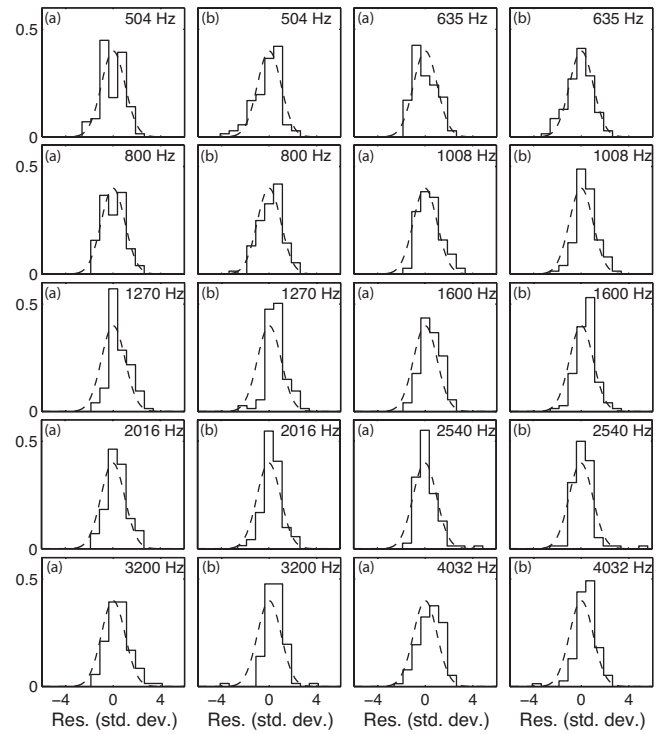 0.5
(a) 504 Hz (b) 504 Hz (a) 635 Hz (b) 635 Hz
0
0.5
(a) 800 Hz (b) 800 Hz (a) 1008 Hz (b) 1008 Hz
0
0.5
(a) 1270 Hz (b) 1270 Hz (a) 1600 Hz (b) 1600 Hz
0
0.5
(a) 2016 Hz (b) 2016 Hz (a) 2540 Hz (b) 2540 Hz
0
0.5
(a) 3200 Hz (b) 3200 Hz (a) 4032 Hz (b) 4032 Hz
0
−4 0 4 −4 0 4 −4 0 4 −4 0 4
Res. (std. dev.) Res. (std. dev.) Res. (std. dev.) Res. (std. dev.)